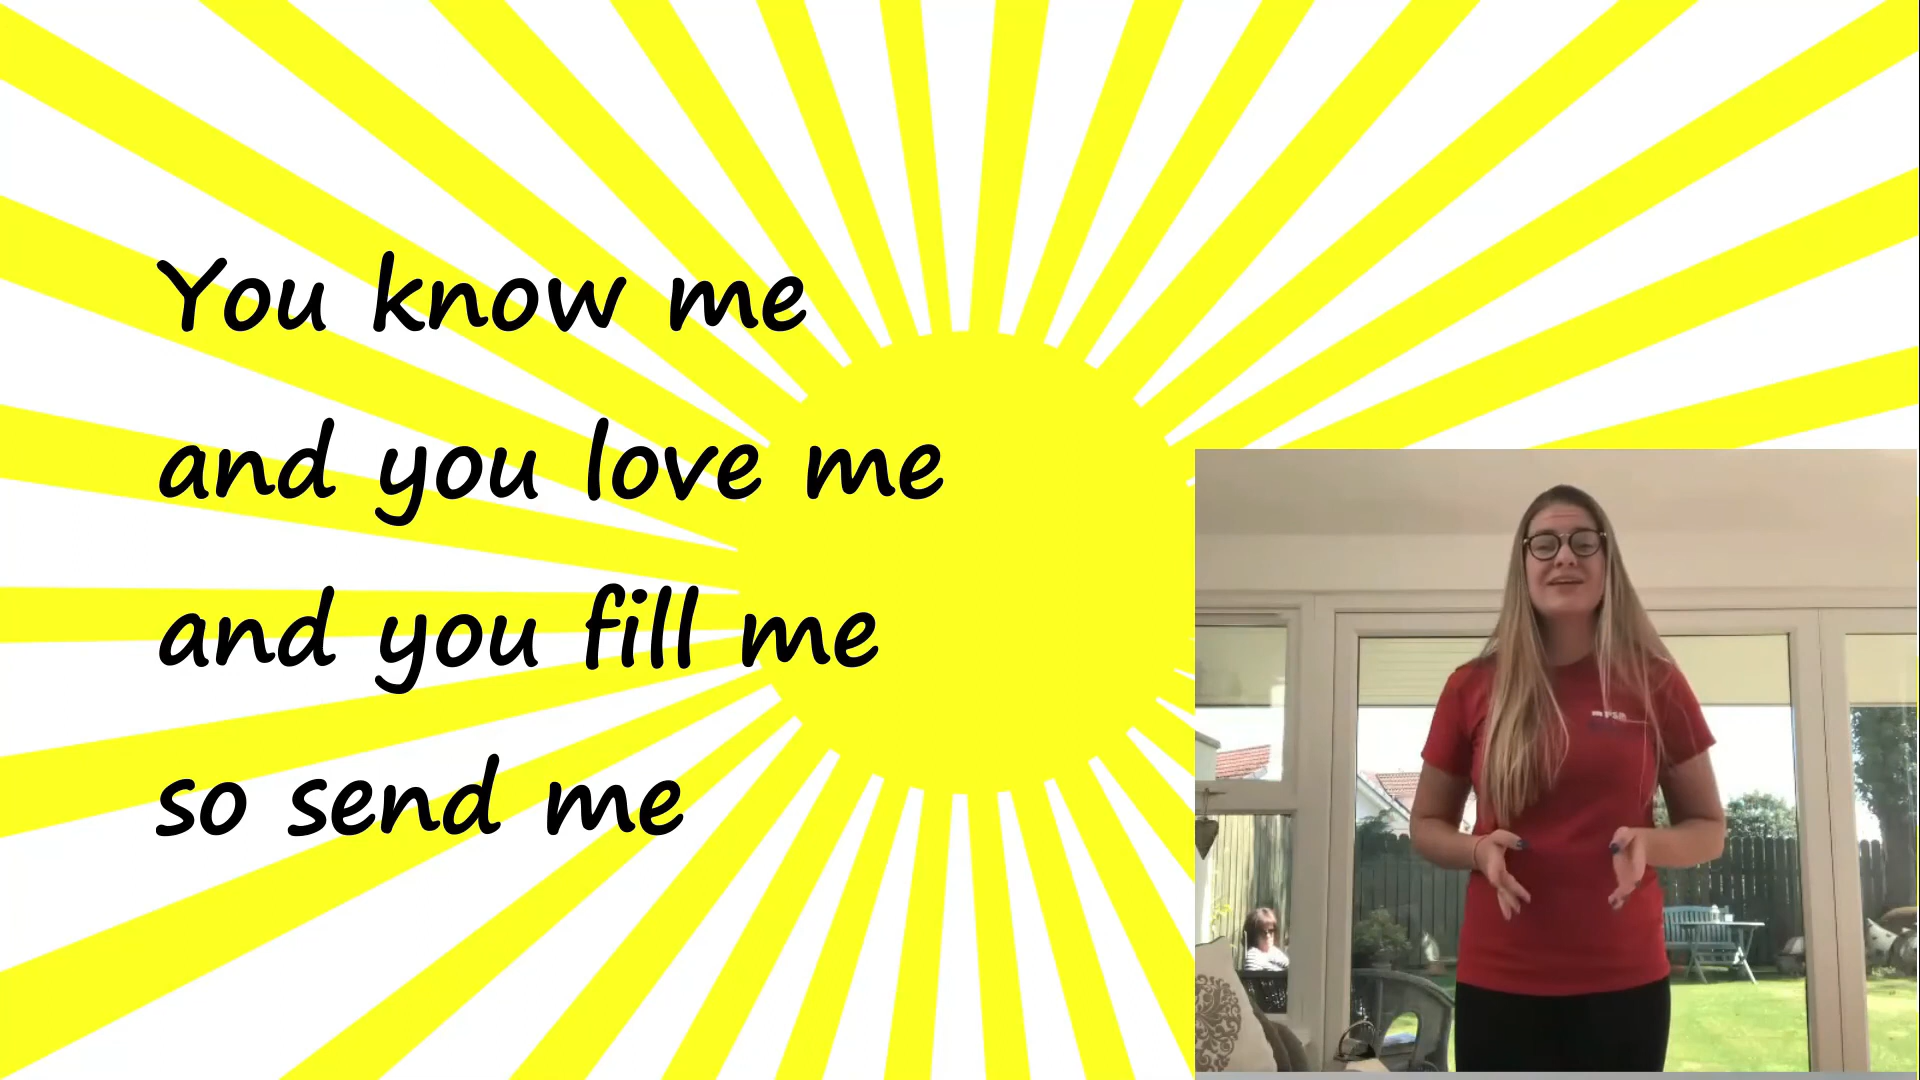 You know me
and you love me
and you fill me
so send me